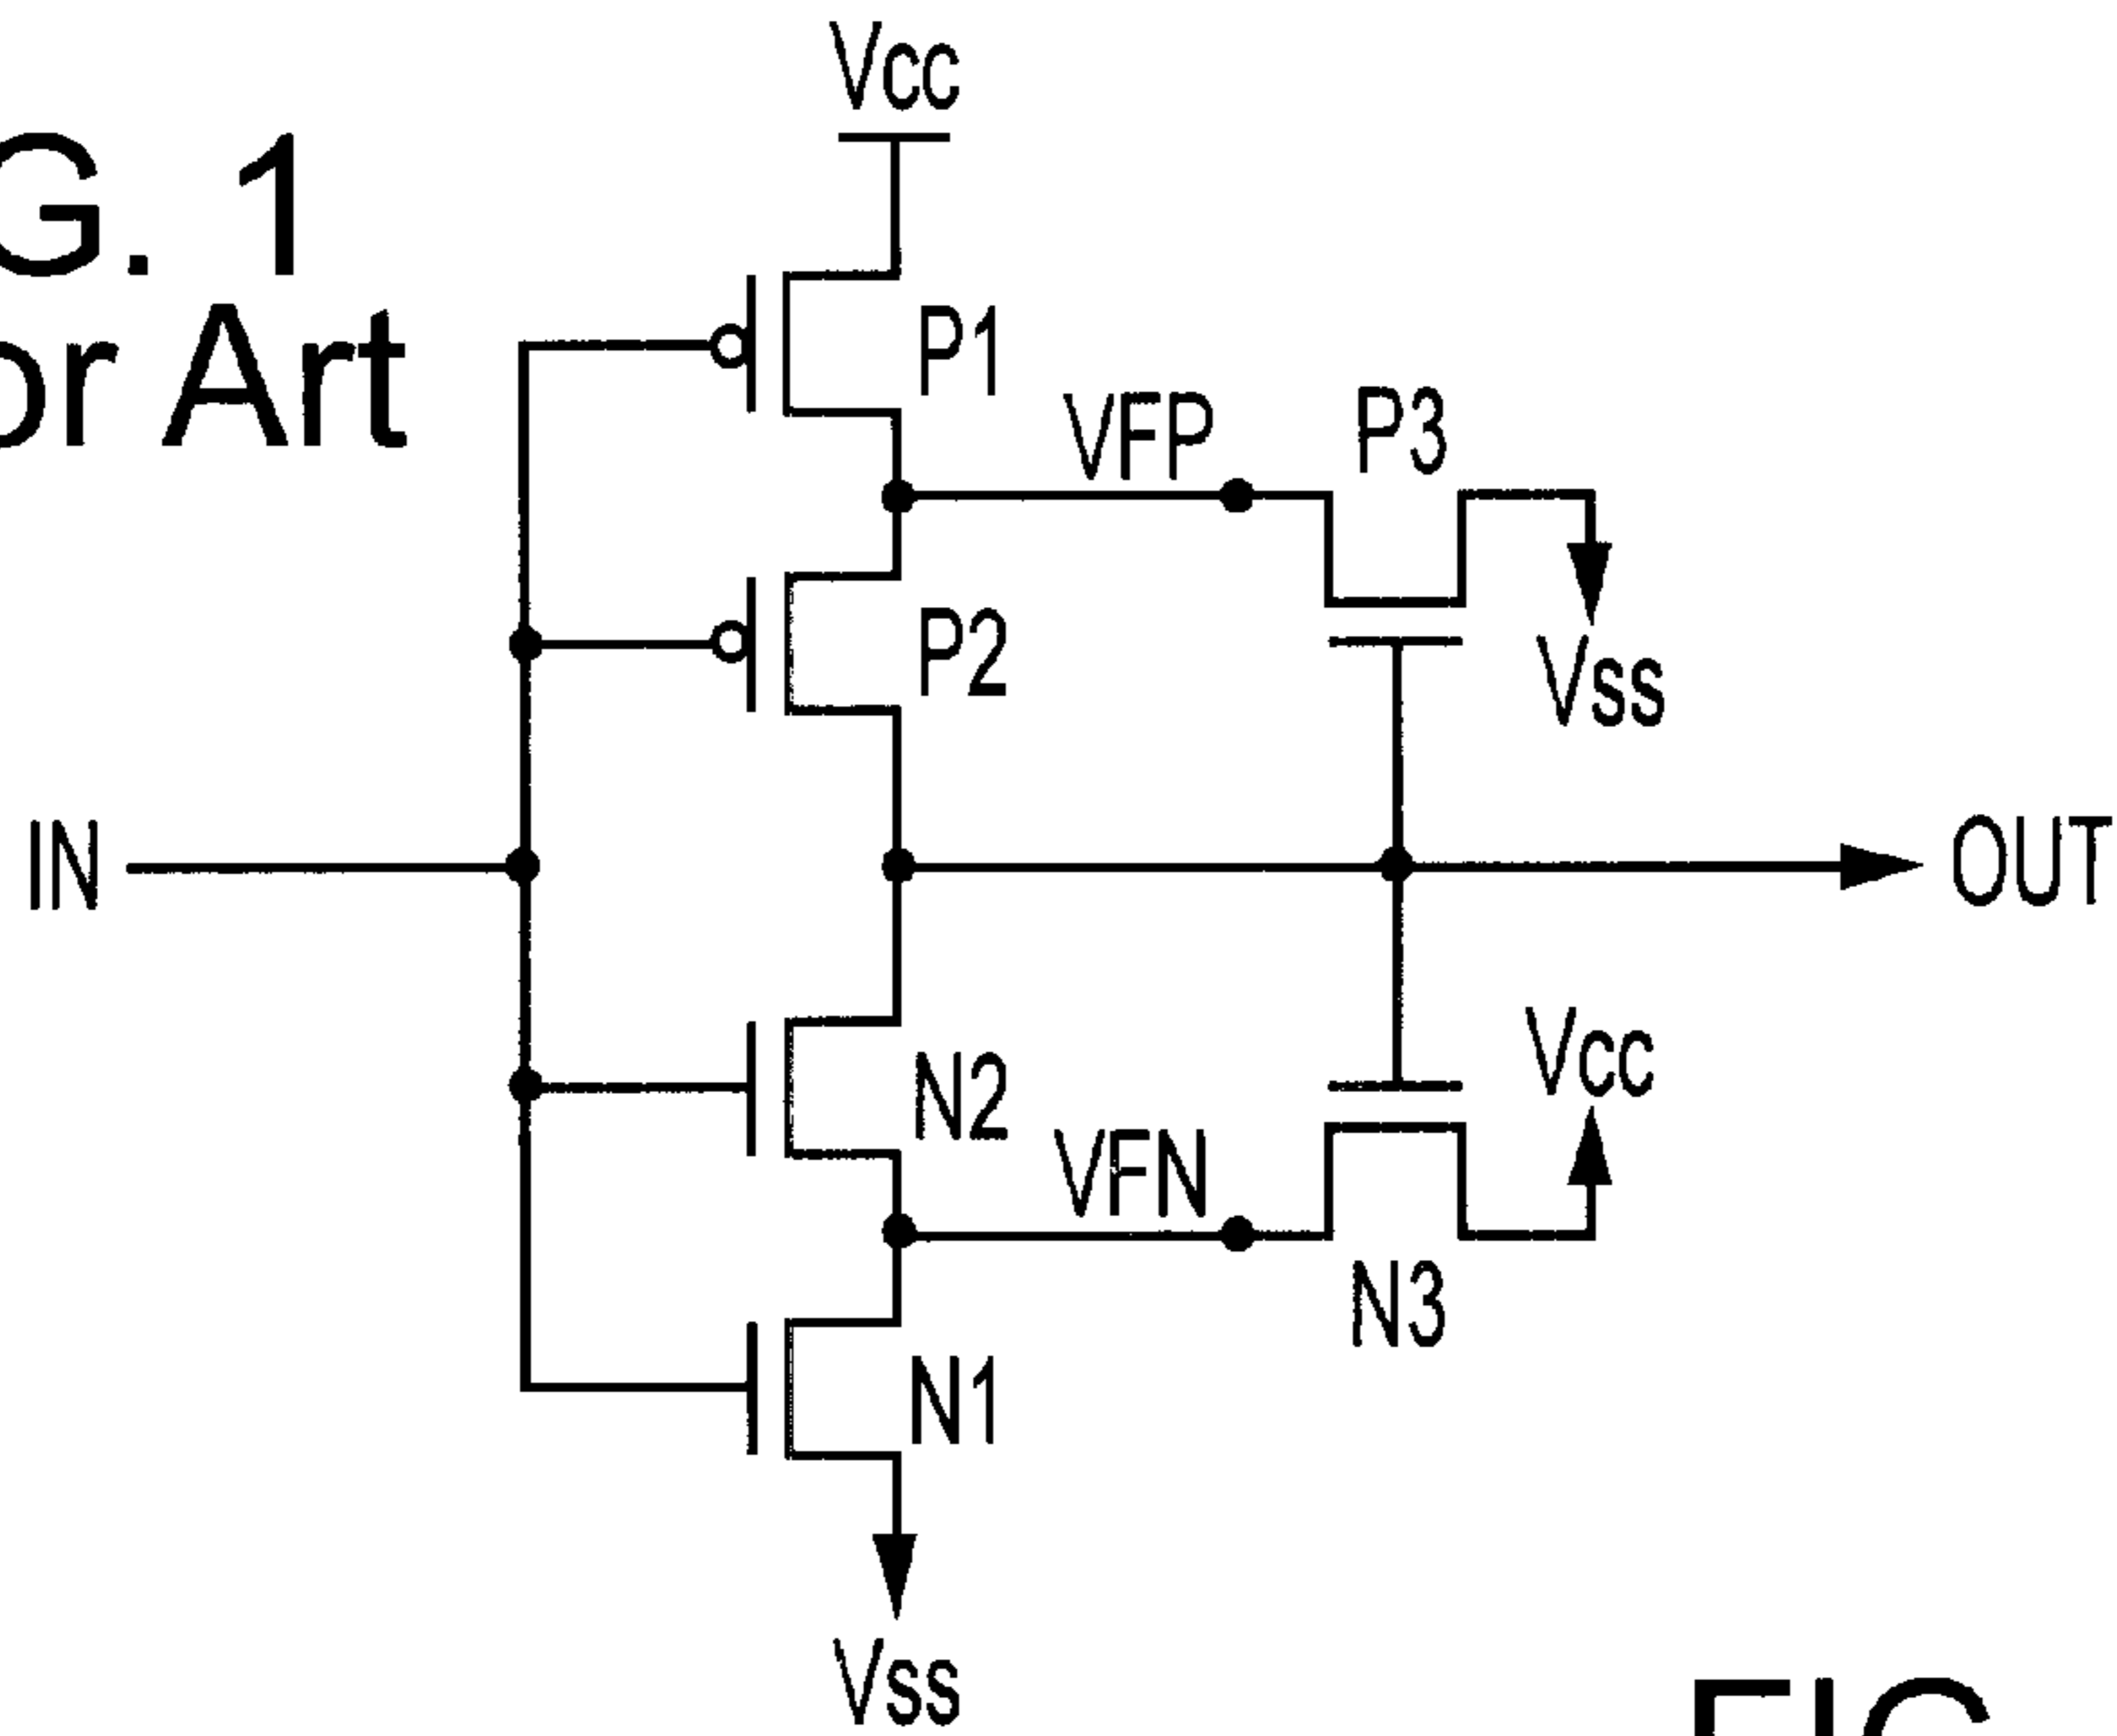 Vcc
G. 1
or Art
P1
VFP
P3
P2
Vss
IN
OUT
Vcc
N2
VFN
N3
N1
Vss
FIG